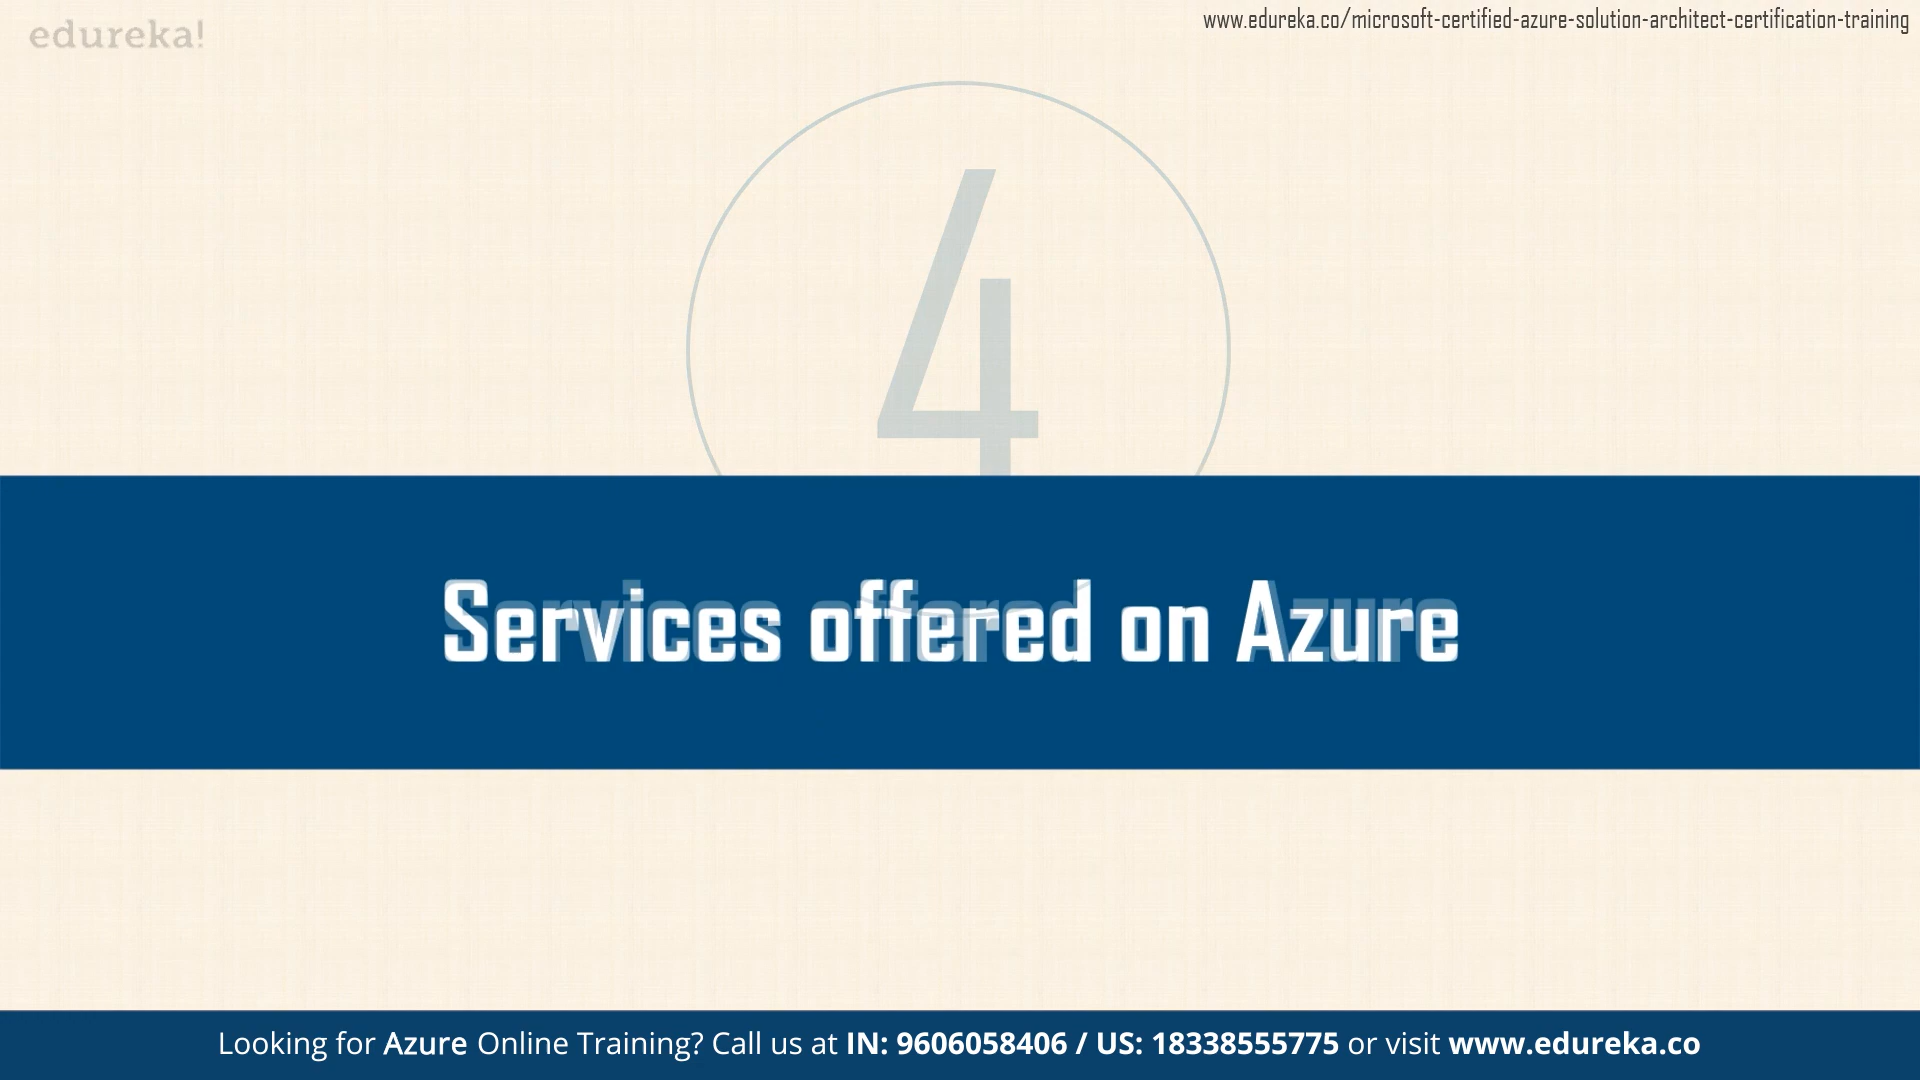 edureka!
www.edureka.co/microsoft-certified-azure-solution-architect-certification-training
4
Services offered on Azure
Looking for Azure Online Training? Call us at IN: 9606058406 / US: 18338555775 or visit www.edureka.co